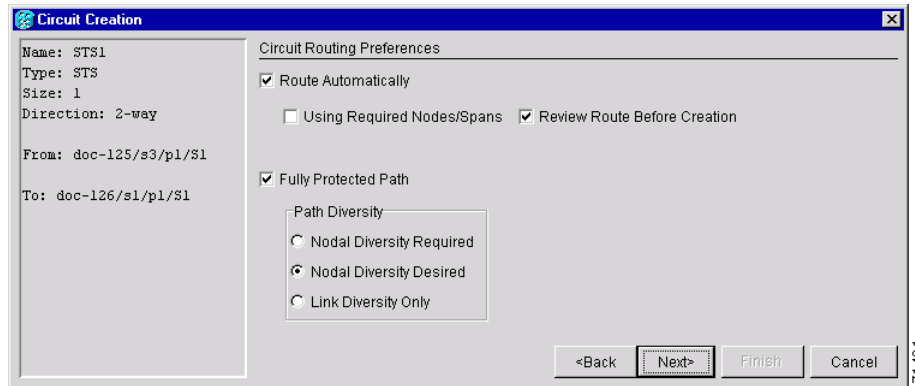 Circuit Creation
Name: STS1
Type: STS
Size: 1
Direction: 2-way
From: doc-125/s3/p1/S1
To: doc-126/s1/p1/S1
Circuit Routing Preferences
Route Automatically
Using Required Nodes/Spans Review Route Before Creation
Fully Protected Path
Path Diversity
Nodal Diversity Required
Nodal Diversity Desired
Link Diversity Only
<Back Next> Finish Cancel